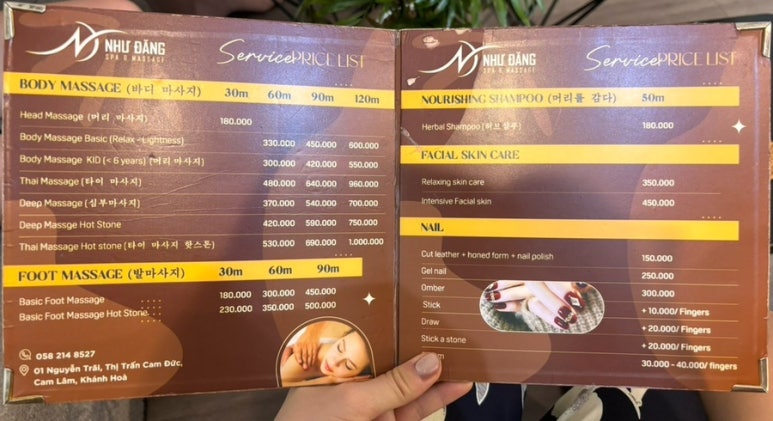 NHƯ ĐĂNG
SPA & MASSAGE
Service PRICE LIST
BODY MASSAGE (바디 마사지) 30m 60m 90m 120m
Head Massage (머리 마사지) 180.000
Body Massage Basic (Relax - Lightness) 330.000 450.000 600.000
Body Massage KID (< 6 years) (머리 마사지) 300.000 420.000 550.000
Thai Massage (타이 마사지) 480.000 640.000 960.000
Deep Massage (심부마사지) 370.000 540.000 700.000
Deep Massge Hot Stone 420.000 590.000 750.000
Thai Massage Hot stone (타이 마사지 핫스톤) 530.000 690.000 1.000.000
FOOT MASSAGE (발마사지) 30m 60m 90m
Basic Foot Massage 180.000 300.000 450.000
Basic Foot Massage Hot Stone 230.000 350.000 500.000
058 214 8527
01 Nguyễn Trãi, Thị Trấn Cam Đức,
Cam Lâm, Khánh Hoà
NHƯ ĐĂNG
SPA & MASSAGE
Service PRICE LIST
NOURISHING SHAMPOO (머리를 감다) 50m
Herbal Shampoo (허브샴푸) 180.000
FACIAL SKIN CARE
Relaxing skin care 350.000
Intensive Facial skin 450.000
NAIL
Cut leather + honed form + nail polish 150.000
Gel nail 250.000
Omber 300.000
Stick + 10.000/ Fingers
Draw + 20.000/ Fingers
Stick a stone + 20.000/ Fingers
30.000 - 40.000/ fingers